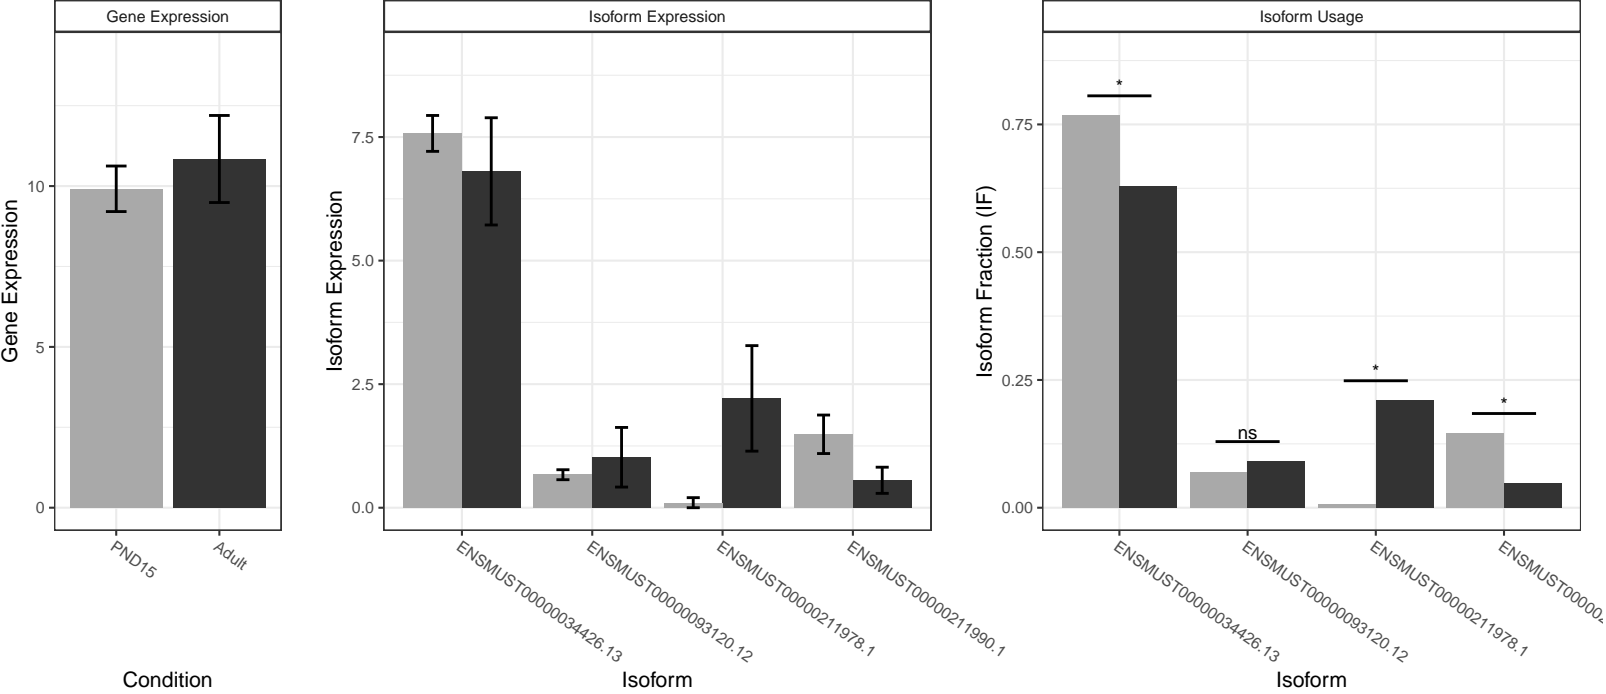 Gene Expression
Isoform Expression
Isoform Usage
Gene Expression
10
5
0
PND15
Adult
Condition
Isoform Expression
7.5
5.0
2.5
0.0
ENSMUST00000034426.13
ENSMUST00000093120.12
ENSMUST00000211978.1
ENSMUST00000211990.1
Isoform
Isoform Fraction (IF)
0.75
0.50
0.25
0.00
*
ns
*
*
ENSMUST00000034426.13
ENSMUST00000093120.12
ENSMUST00000211978.1
ENSMUST000002
Isoform